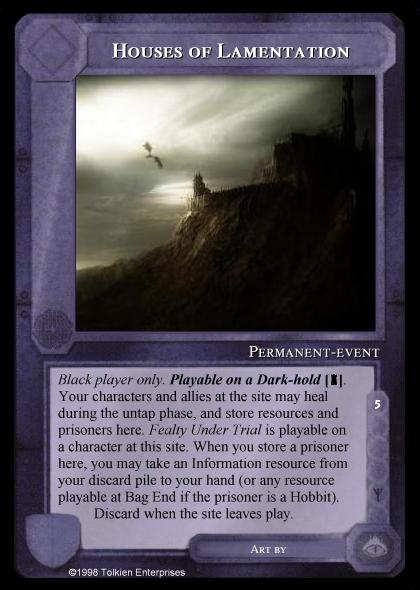 HOUSES OF LAMENTATION
PERMANENT-EVENT
Black player only. Playable on a Dark-hold [♜].
Your characters and allies at the site may heal
during the untap phase, and store resources and
prisoners here. Fealty Under Trial is playable on
a character at this site. When you store a prisoner
here, you may take an Information resource from
your discard pile to your hand (or any resource
playable at Bag End if the prisoner is a Hobbit).
Discard when the site leaves play.
5
ART BY
©1998 Tolkien Enterprises